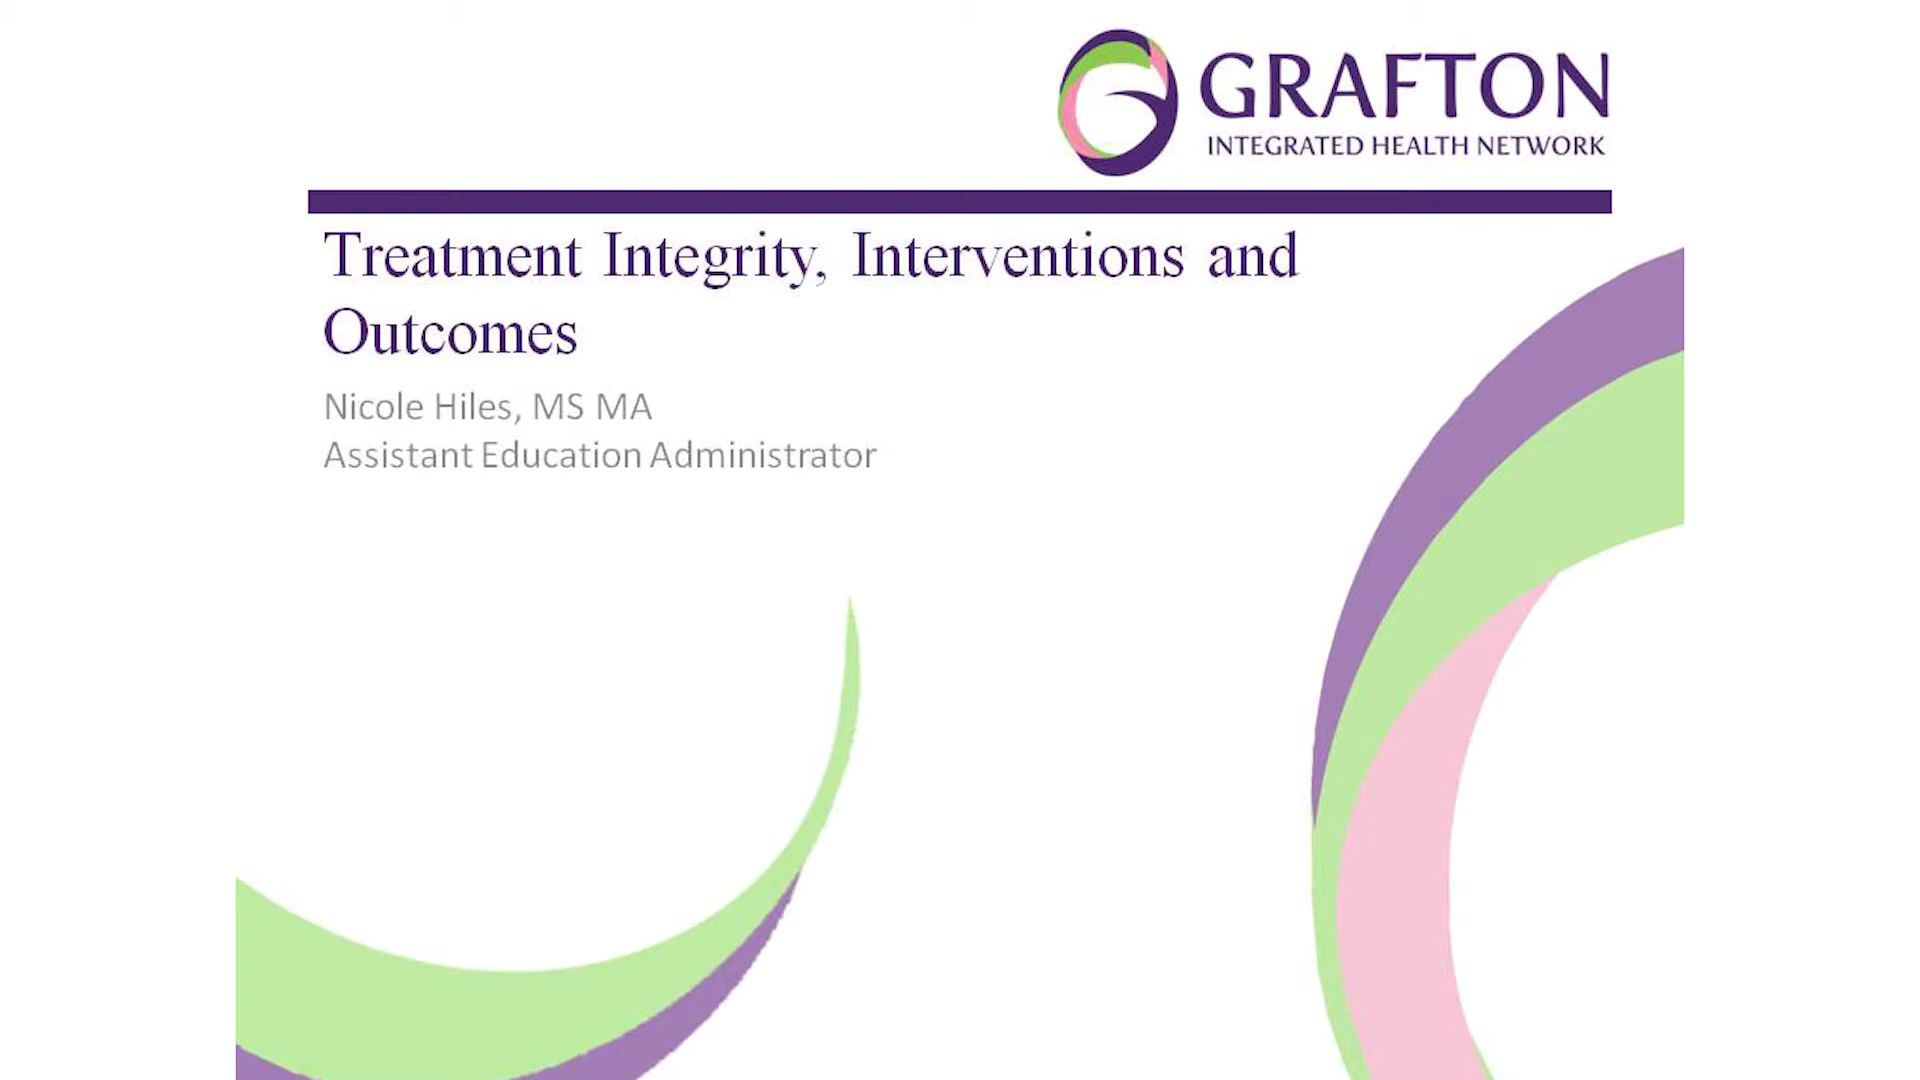 GRAFTON
INTEGRATED HEALTH NETWORK
Treatment Integrity, Interventions and
Outcomes
Nicole Hiles, MS MA
Assistant Education Administrator